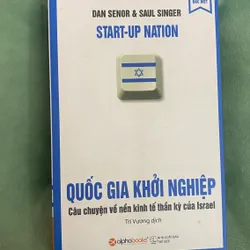 DAN SENOR & SAUL SINGER
START-UP NATION
QUỐC GIA KHỞI NGHIỆP
Câu chuyện về nền kinh tế thần kỳ của Israel
Trí Vương dịch
alphabooks